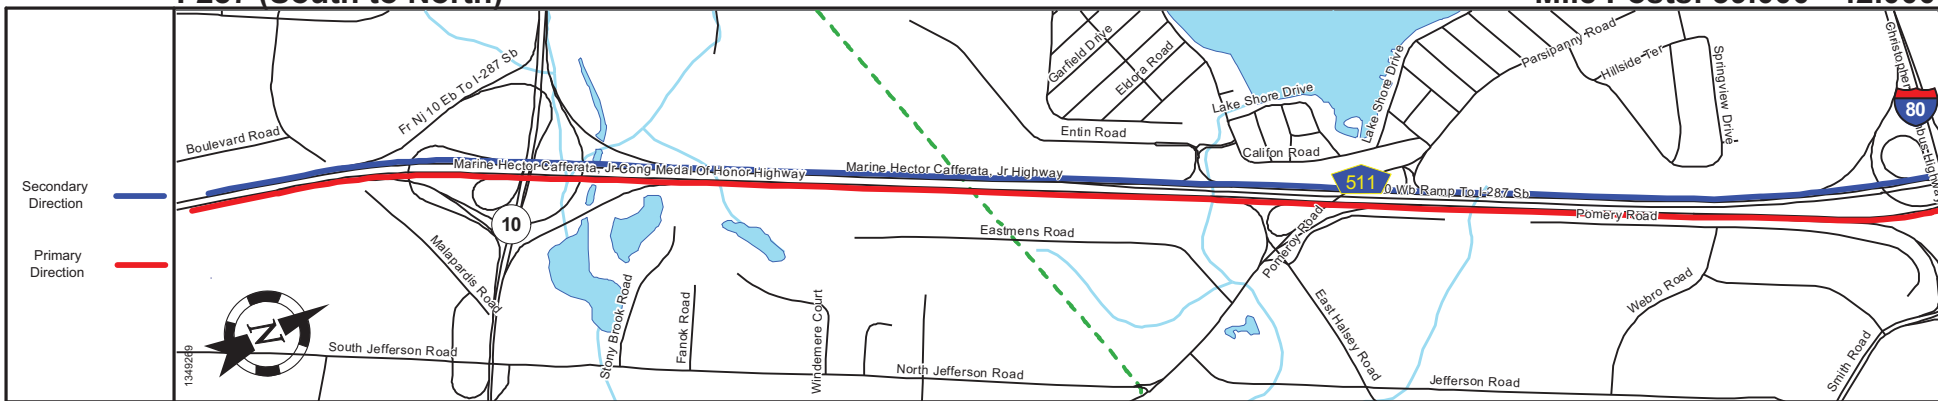 Secondary
Direction
Primary
Direction
Boulevard Road
Fr Nj 10 Eb To I-287 Sb
Marine Hector Cafferata, Jr Cong Medal Of Honor Highway
Marine Hector Cafferata, Jr Highway
Garfield Drive
Eldora Road
Entin Road
Lake Shore Drive
Lake Shore Drive
Califon Road
Parsipanny Road
Hillside Ter
Springview Drive
80
511
0 Wb Ramp To I-287 Sb
Pomery Road
10
Malapardis Road
Eastmens Road
Pomeroy Road
East Halsey Road
Webro Road
Smith Road
N
1349269
South Jefferson Road
Stony Brook Road
Fanok Road
Windemere Court
North Jefferson Road
Jefferson Road